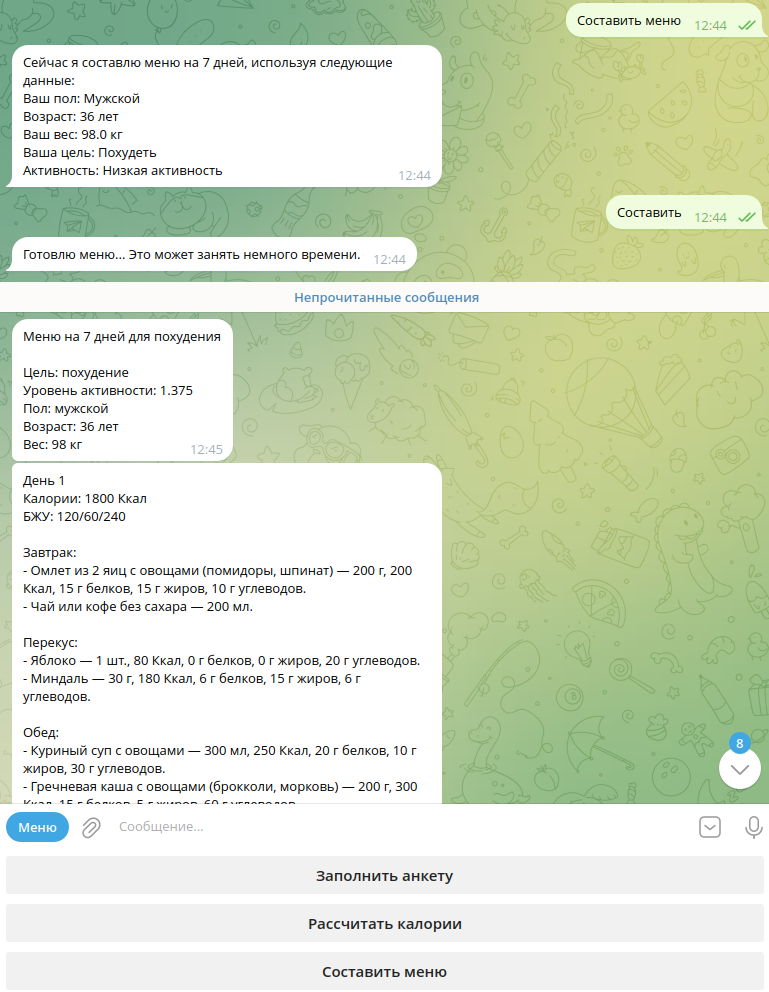 Составить меню 12:44
Сейчас я составлю меню на 7 дней, используя следующие
данные:
Ваш пол: Мужской
Возраст: 36 лет
Ваш вес: 98.0 кг
Ваша цель: Похудеть
Активность: Низкая активность 12:44
Составить 12:44
Готовлю меню... Это может занять немного времени. 12:44
Непрочитанные сообщения
Меню на 7 дней для похудения
Цель: похудение
Уровень активности: 1.375
Пол: мужской
Возраст: 36 лет
Вес: 98 кг 12:45
День 1
Калории: 1800 Ккал
БЖУ: 120/60/240
Завтрак:
- Омлет из 2 яиц с овощами (помидоры, шпинат) — 200 г, 200
Ккал, 15 г белков, 15 г жиров, 10 г углеводов.
- Чай или кофе без сахара — 200 мл.
Перекус:
- Яблоко — 1 шт., 80 Ккал, 0 г белков, 0 г жиров, 20 г углеводов.
- Миндаль — 30 г, 180 Ккал, 6 г белков, 15 г жиров, 6 г
углеводов.
Обед:
- Куриный суп с овощами — 300 мл, 250 Ккал, 20 г белков, 10 г
жиров, 30 г углеводов.
- Гречневая каша с овощами (брокколи, морковь) — 200 г, 300
Ккал, 15 г белков, 5 г жиров, 60 г углеводов.
8
Меню Сообщение...
Заполнить анкету
Рассчитать калории
Составить меню